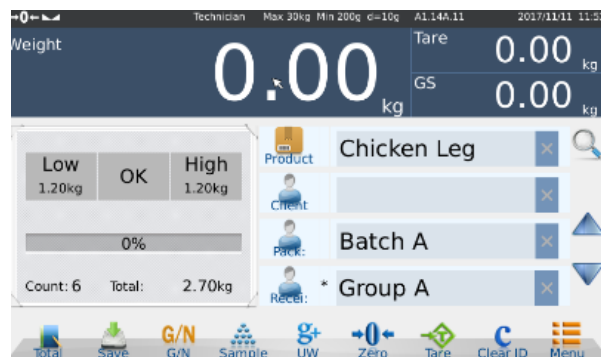 →0← Technician Max 30kg Min 200g d=10g A1.14A.11 2017/11/11
Weight 0.00 kg
Tare 0.00 kg
GS 0.00 kg
Low 1.20kg OK High 1.20kg
0%
Count: 6 Total: 2.70kg
Product Chicken Leg ×
Client ×
Pack: Batch A ×
Recei: * Group A ×
G/N g+ →0← T C
Total Save G/N Sample UW Zero Tare Clear ID Menu